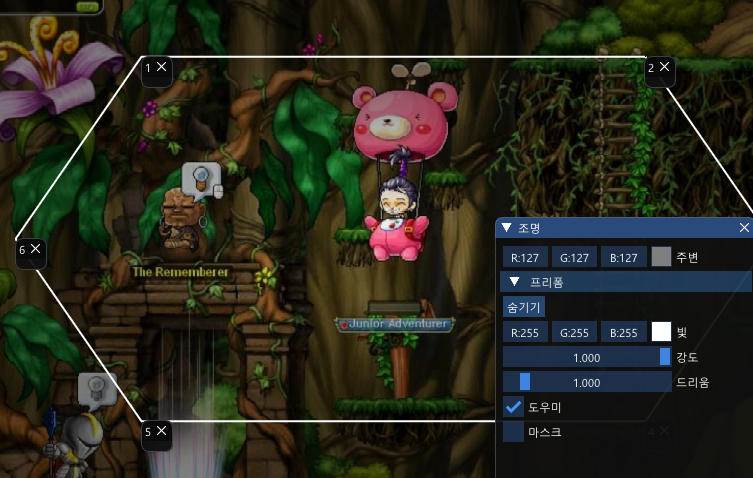 1 ×
2 ×
6 ×
The Rememberer
Junior Adventurer
5 ×
4 ×
조명
R:127 G:127 B:127 주변
프리폼
숨기기
R:255 G:255 B:255 빛
1.000 강도
1.000 드리움
도우미
마스크